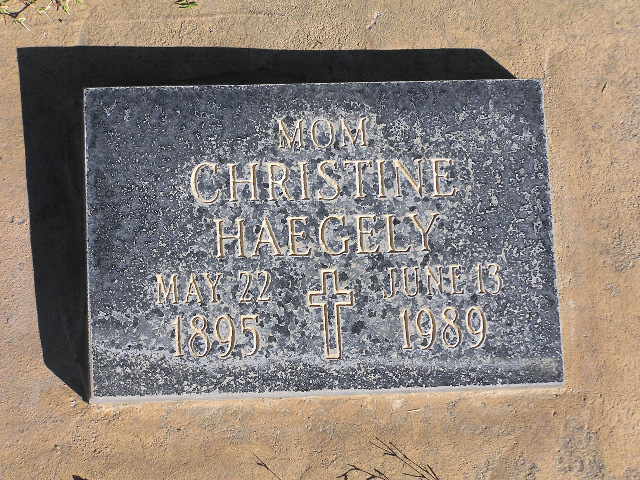 MOM
CHRISTINE
HAEGELY
MAY 22 JUNE 13
1895 1989